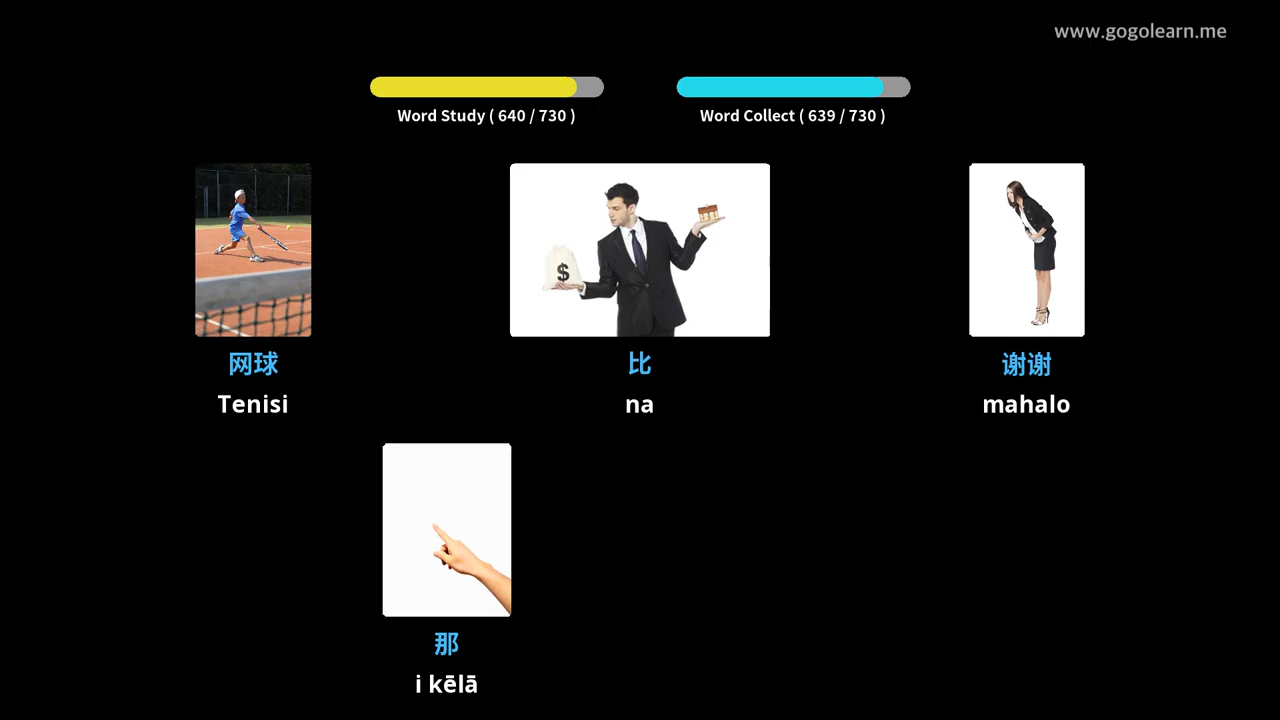 www.gogolearn.me
Word Study ( 640 / 730 )
Word Collect ( 639 / 730 )
$
网球
比
谢谢
Tenisi
na
mahalo
那
i kēlā